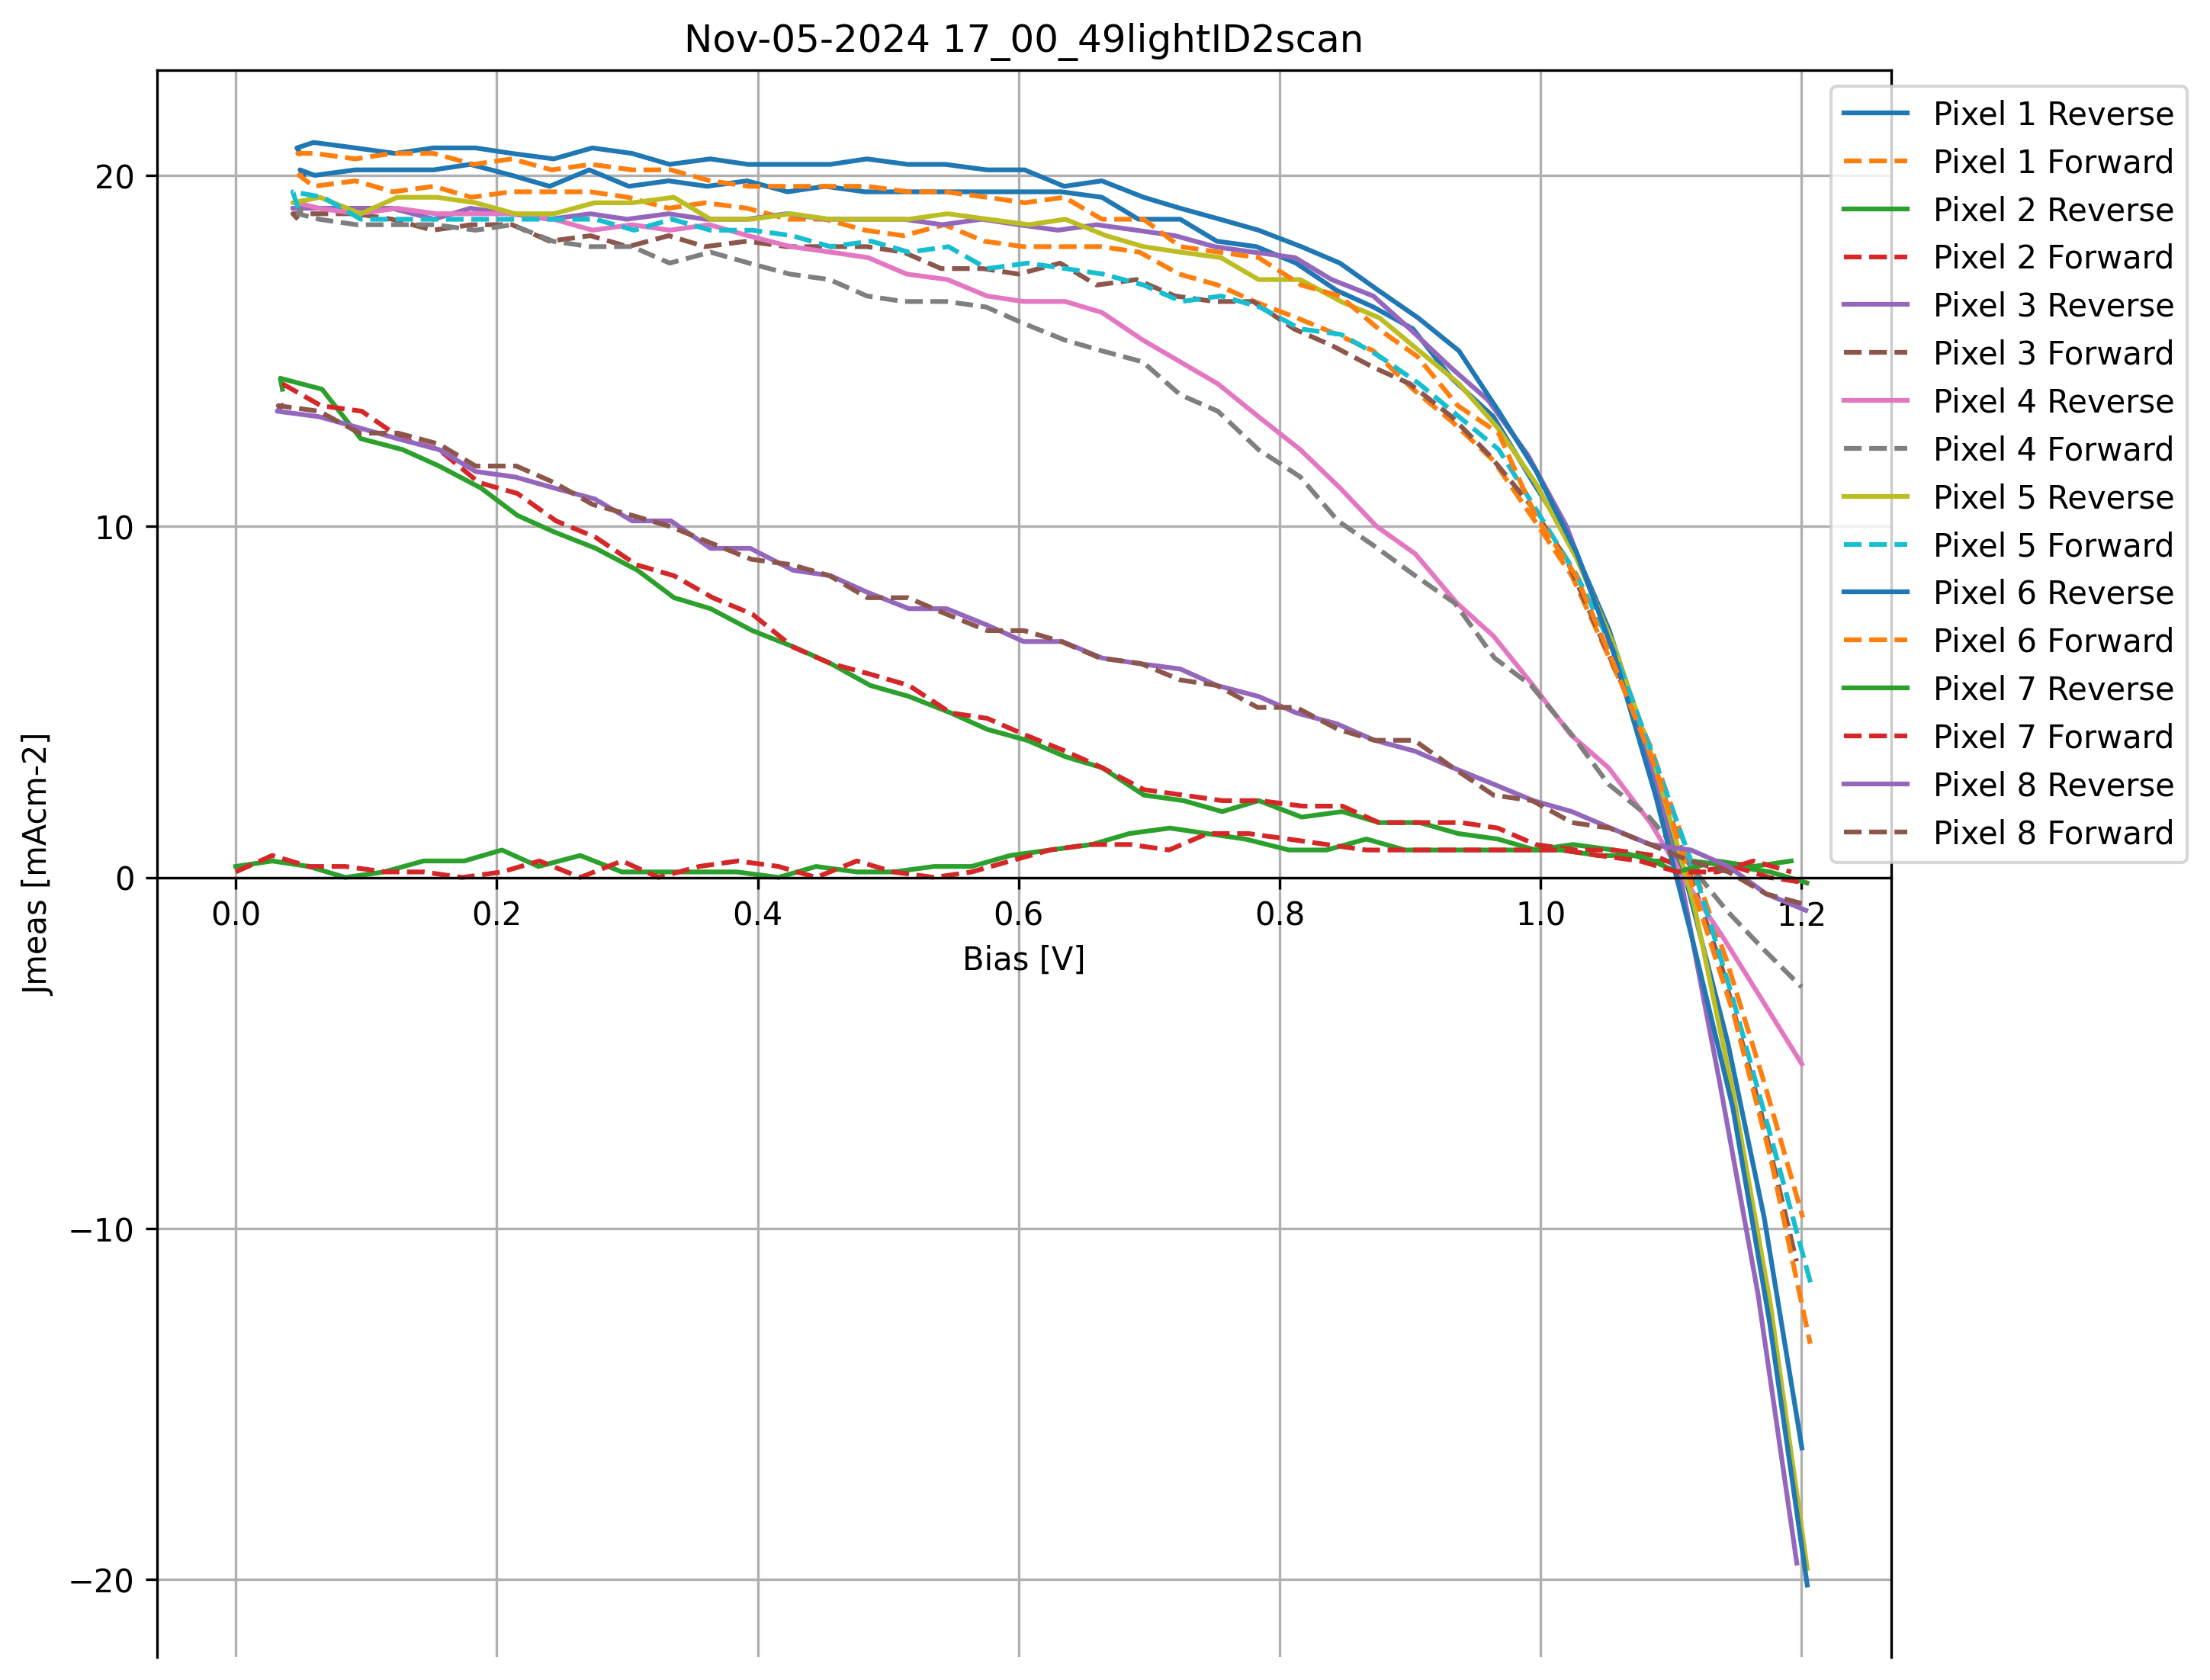 Nov-05-2024 17_00_49lightID2scan
Pixel 1 Reverse
Pixel 1 Forward
Pixel 2 Reverse
Pixel 2 Forward
Pixel 3 Reverse
Pixel 3 Forward
Pixel 4 Reverse
Pixel 4 Forward
Pixel 5 Reverse
Pixel 5 Forward
Pixel 6 Reverse
Pixel 6 Forward
Pixel 7 Reverse
Pixel 7 Forward
Pixel 8 Reverse
Pixel 8 Forward
20
10
0
−10
−20
Jmeas [mAcm-2]
0.0 0.2 0.4 0.6 0.8 1.0 1.2
Bias [V]